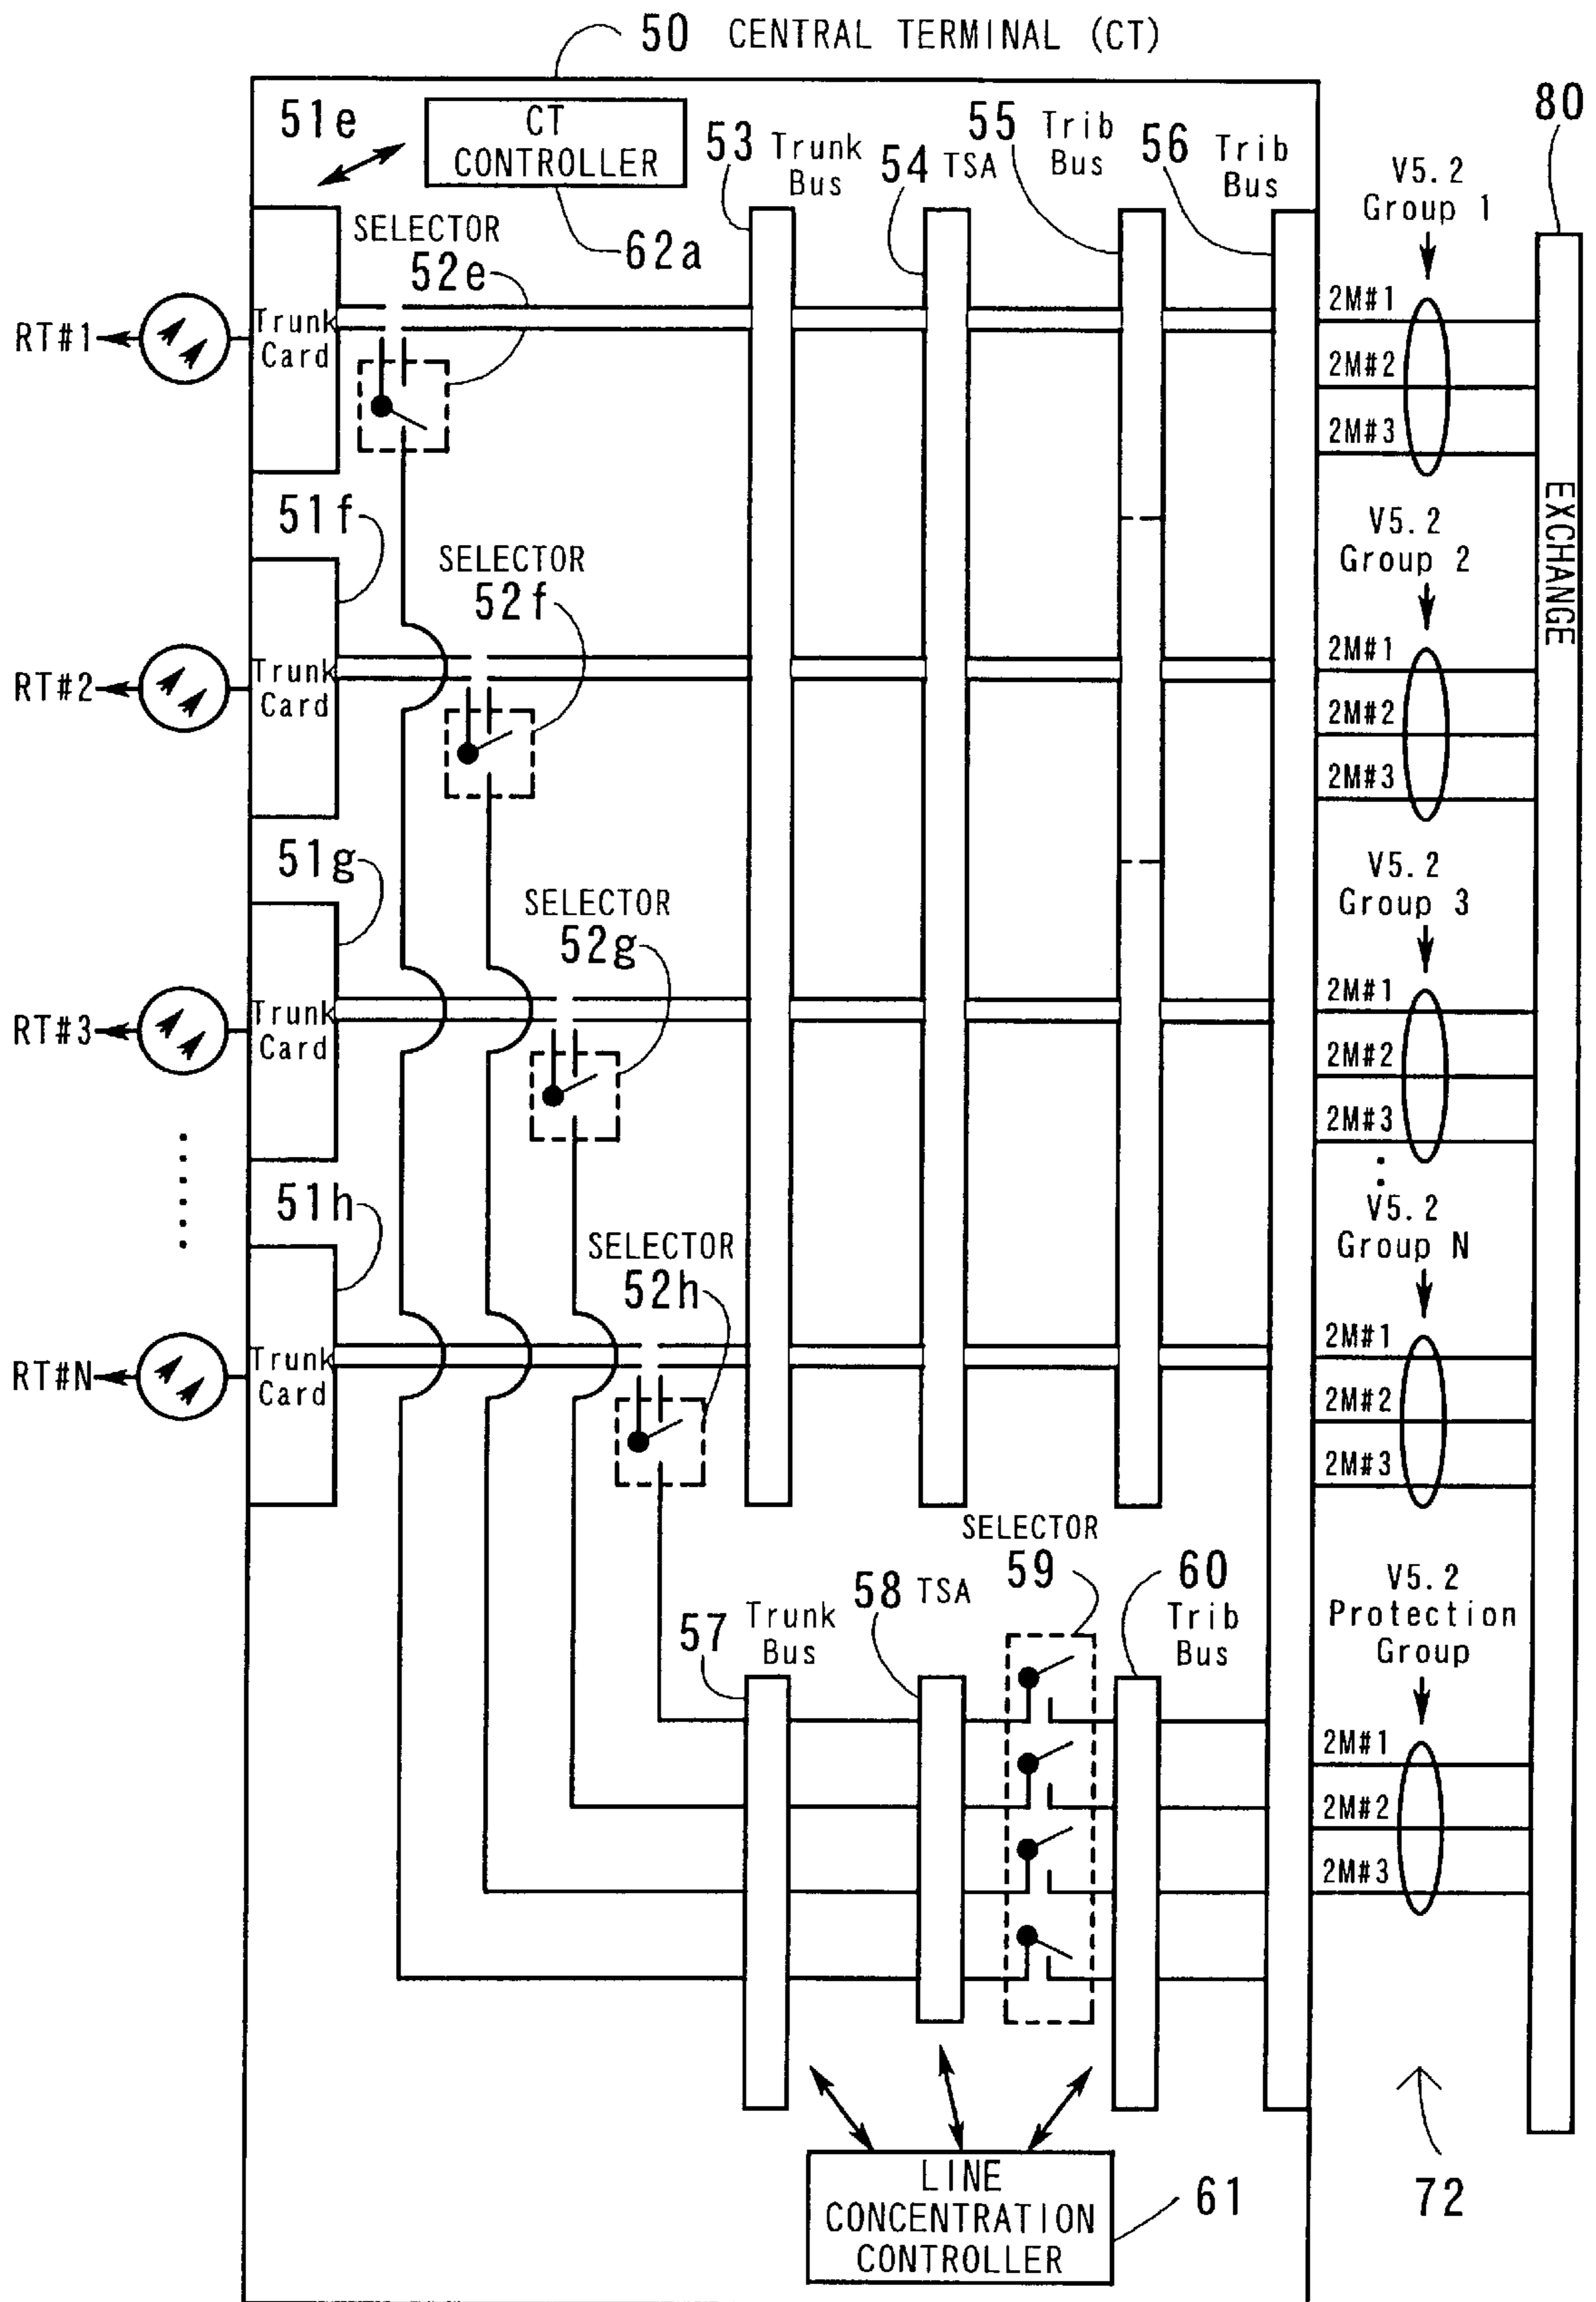 50 CENTRAL TERMINAL (CT)
51e
CT
CONTROLLER
62a
53 Trunk
Bus
54 TSA
55 Trib
Bus
56 Trib
Bus
80
V5.2
Group 1
SELECTOR
52e
RT#1
Trunk
Card
2M#1
2M#2
2M#3
EXCHANGE
51f
SELECTOR
52f
V5.2
Group 2
RT#2
Trunk
Card
2M#1
2M#2
2M#3
51g
SELECTOR
52g
V5.2
Group 3
RT#3
Trunk
Card
2M#1
2M#2
2M#3
51h
SELECTOR
52h
V5.2
Group N
RT#N
Trunk
Card
2M#1
2M#2
2M#3
57 Trunk
Bus
58 TSA
SELECTOR
59
60
Trib
Bus
V5.2
Protection
Group
2M#1
2M#2
2M#3
LINE
CONCENTRATION
CONTROLLER
61
72